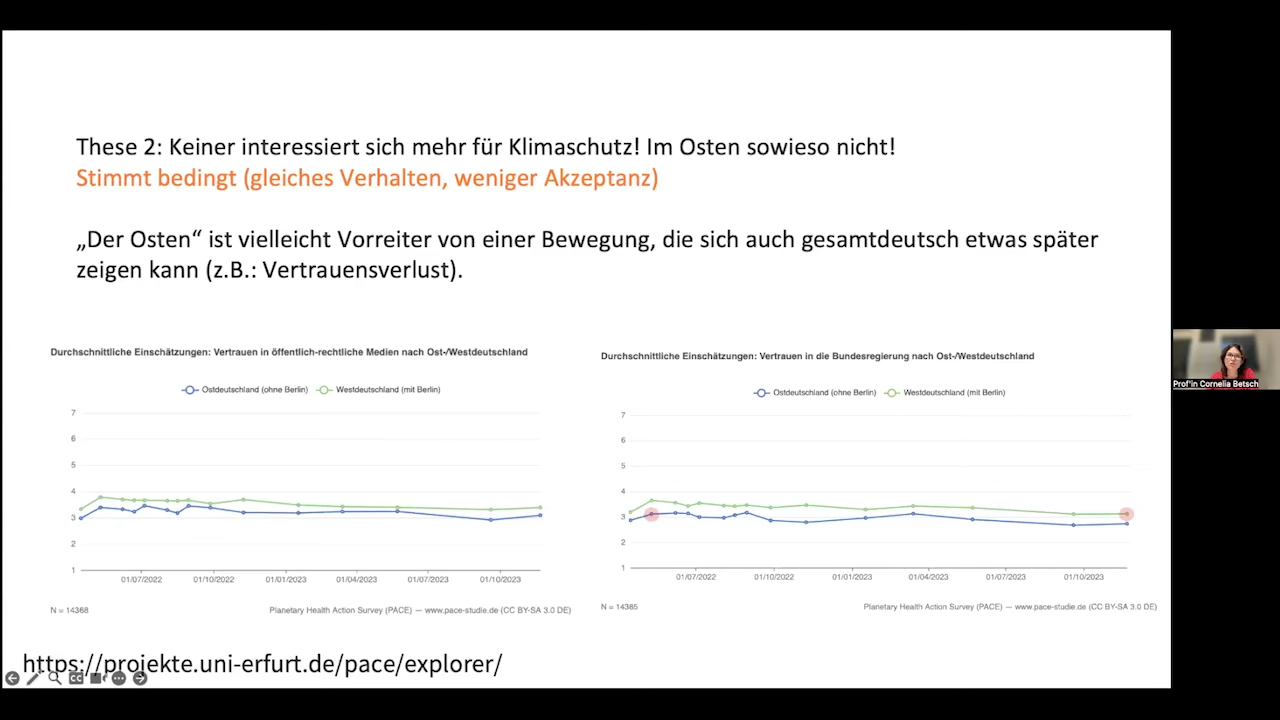 These 2: Keiner interessiert sich mehr für Klimaschutz! Im Osten sowieso nicht!
Stimmt bedingt (gleiches Verhalten, weniger Akzeptanz)
„Der Osten“ ist vielleicht Vorreiter von einer Bewegung, die sich auch gesamtdeutsch etwas später
zeigen kann (z.B.: Vertrauensverlust).
Durchschnittliche Einschätzungen: Vertrauen in öffentlich-rechtliche Medien nach Ost-/Westdeutschland
Ostdeutschland (ohne Berlin) Westdeutschland (mit Berlin)
7
6
5
4
3
2
1
01/07/2022 01/10/2022 01/01/2023 01/04/2023 01/07/2023 01/10/2023
N = 14368 Planetary Health Action Survey (PACE) — www.pace-studie.de (CC BY-SA 3.0 DE)
Durchschnittliche Einschätzungen: Vertrauen in die Bundesregierung nach Ost-/Westdeutschland
Ostdeutschland (ohne Berlin) Westdeutschland (mit Berlin)
7
6
5
4
3
2
1
01/07/2022 01/10/2022 01/01/2023 01/04/2023 01/07/2023 01/10/2023
N = 14385 Planetary Health Action Survey (PACE) — www.pace-studie.de (CC BY-SA 3.0 DE)
https://projekte.uni-erfurt.de/pace/explorer/
CC
Prof'in Cornelia Betsch